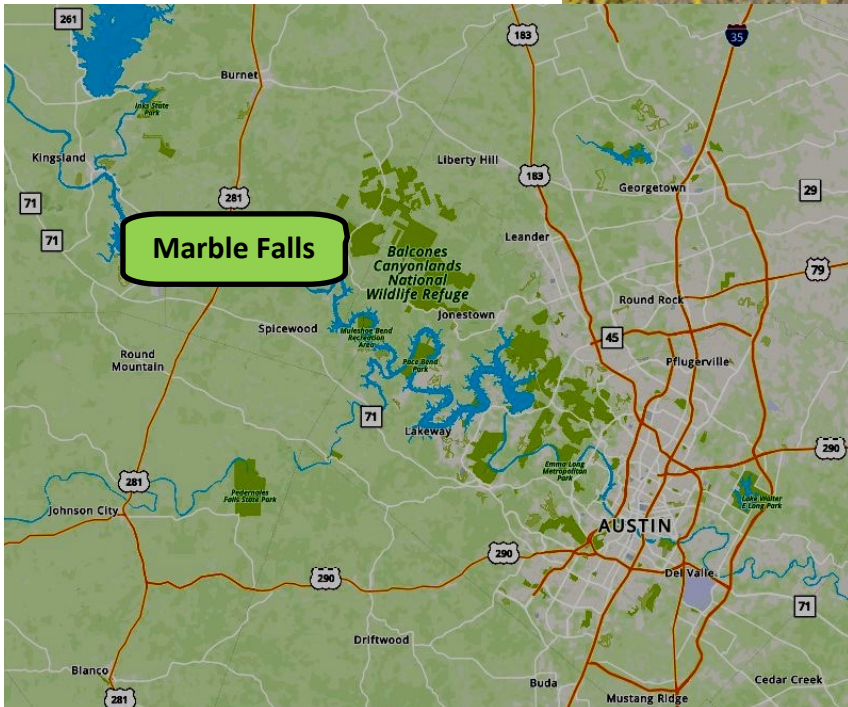 261
183
35
Burnet
Inks State
Park
Kingsland
Liberty Hill
183
71
281
Georgetown
29
71
Marble Falls
Leander
Balcones
Canyonlands
National
Wildlife Refuge
79
Round Rock
Jonestown
Spicewood
Muleshoe Bend
Recreation
Area
45
Round
Mountain
Pace Bend
Park
Pflugerville
71
Lakeway
290
Emma Long
Metropolitan
Park
281
Pedernales
Falls State Park
Lake Walter
E Long Park
Johnson City
AUSTIN
290
290
Del Valle
71
Driftwood
Blanco
Buda
Cedar Creek
281
Mustang Ridge